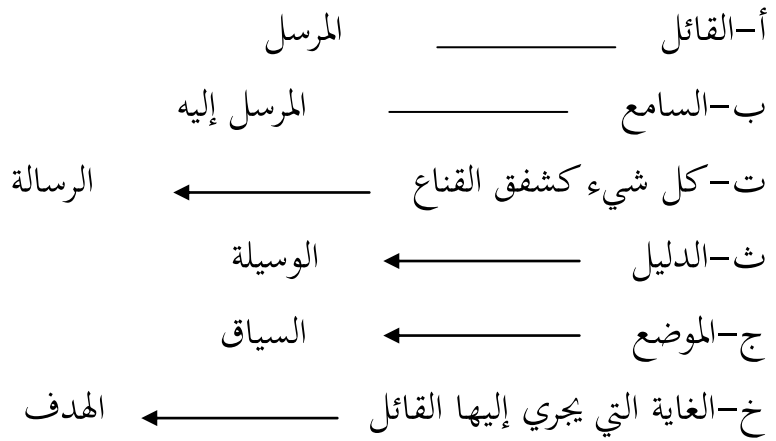 أ–القائل المرسل
ب–السامع المرسل إليه
ت–كل شيء كشفق القناع الرسالة
ث–الدليل الوسيلة
ج–الموضع السياق
خ–الغاية التي يجري إليها القائل الهدف